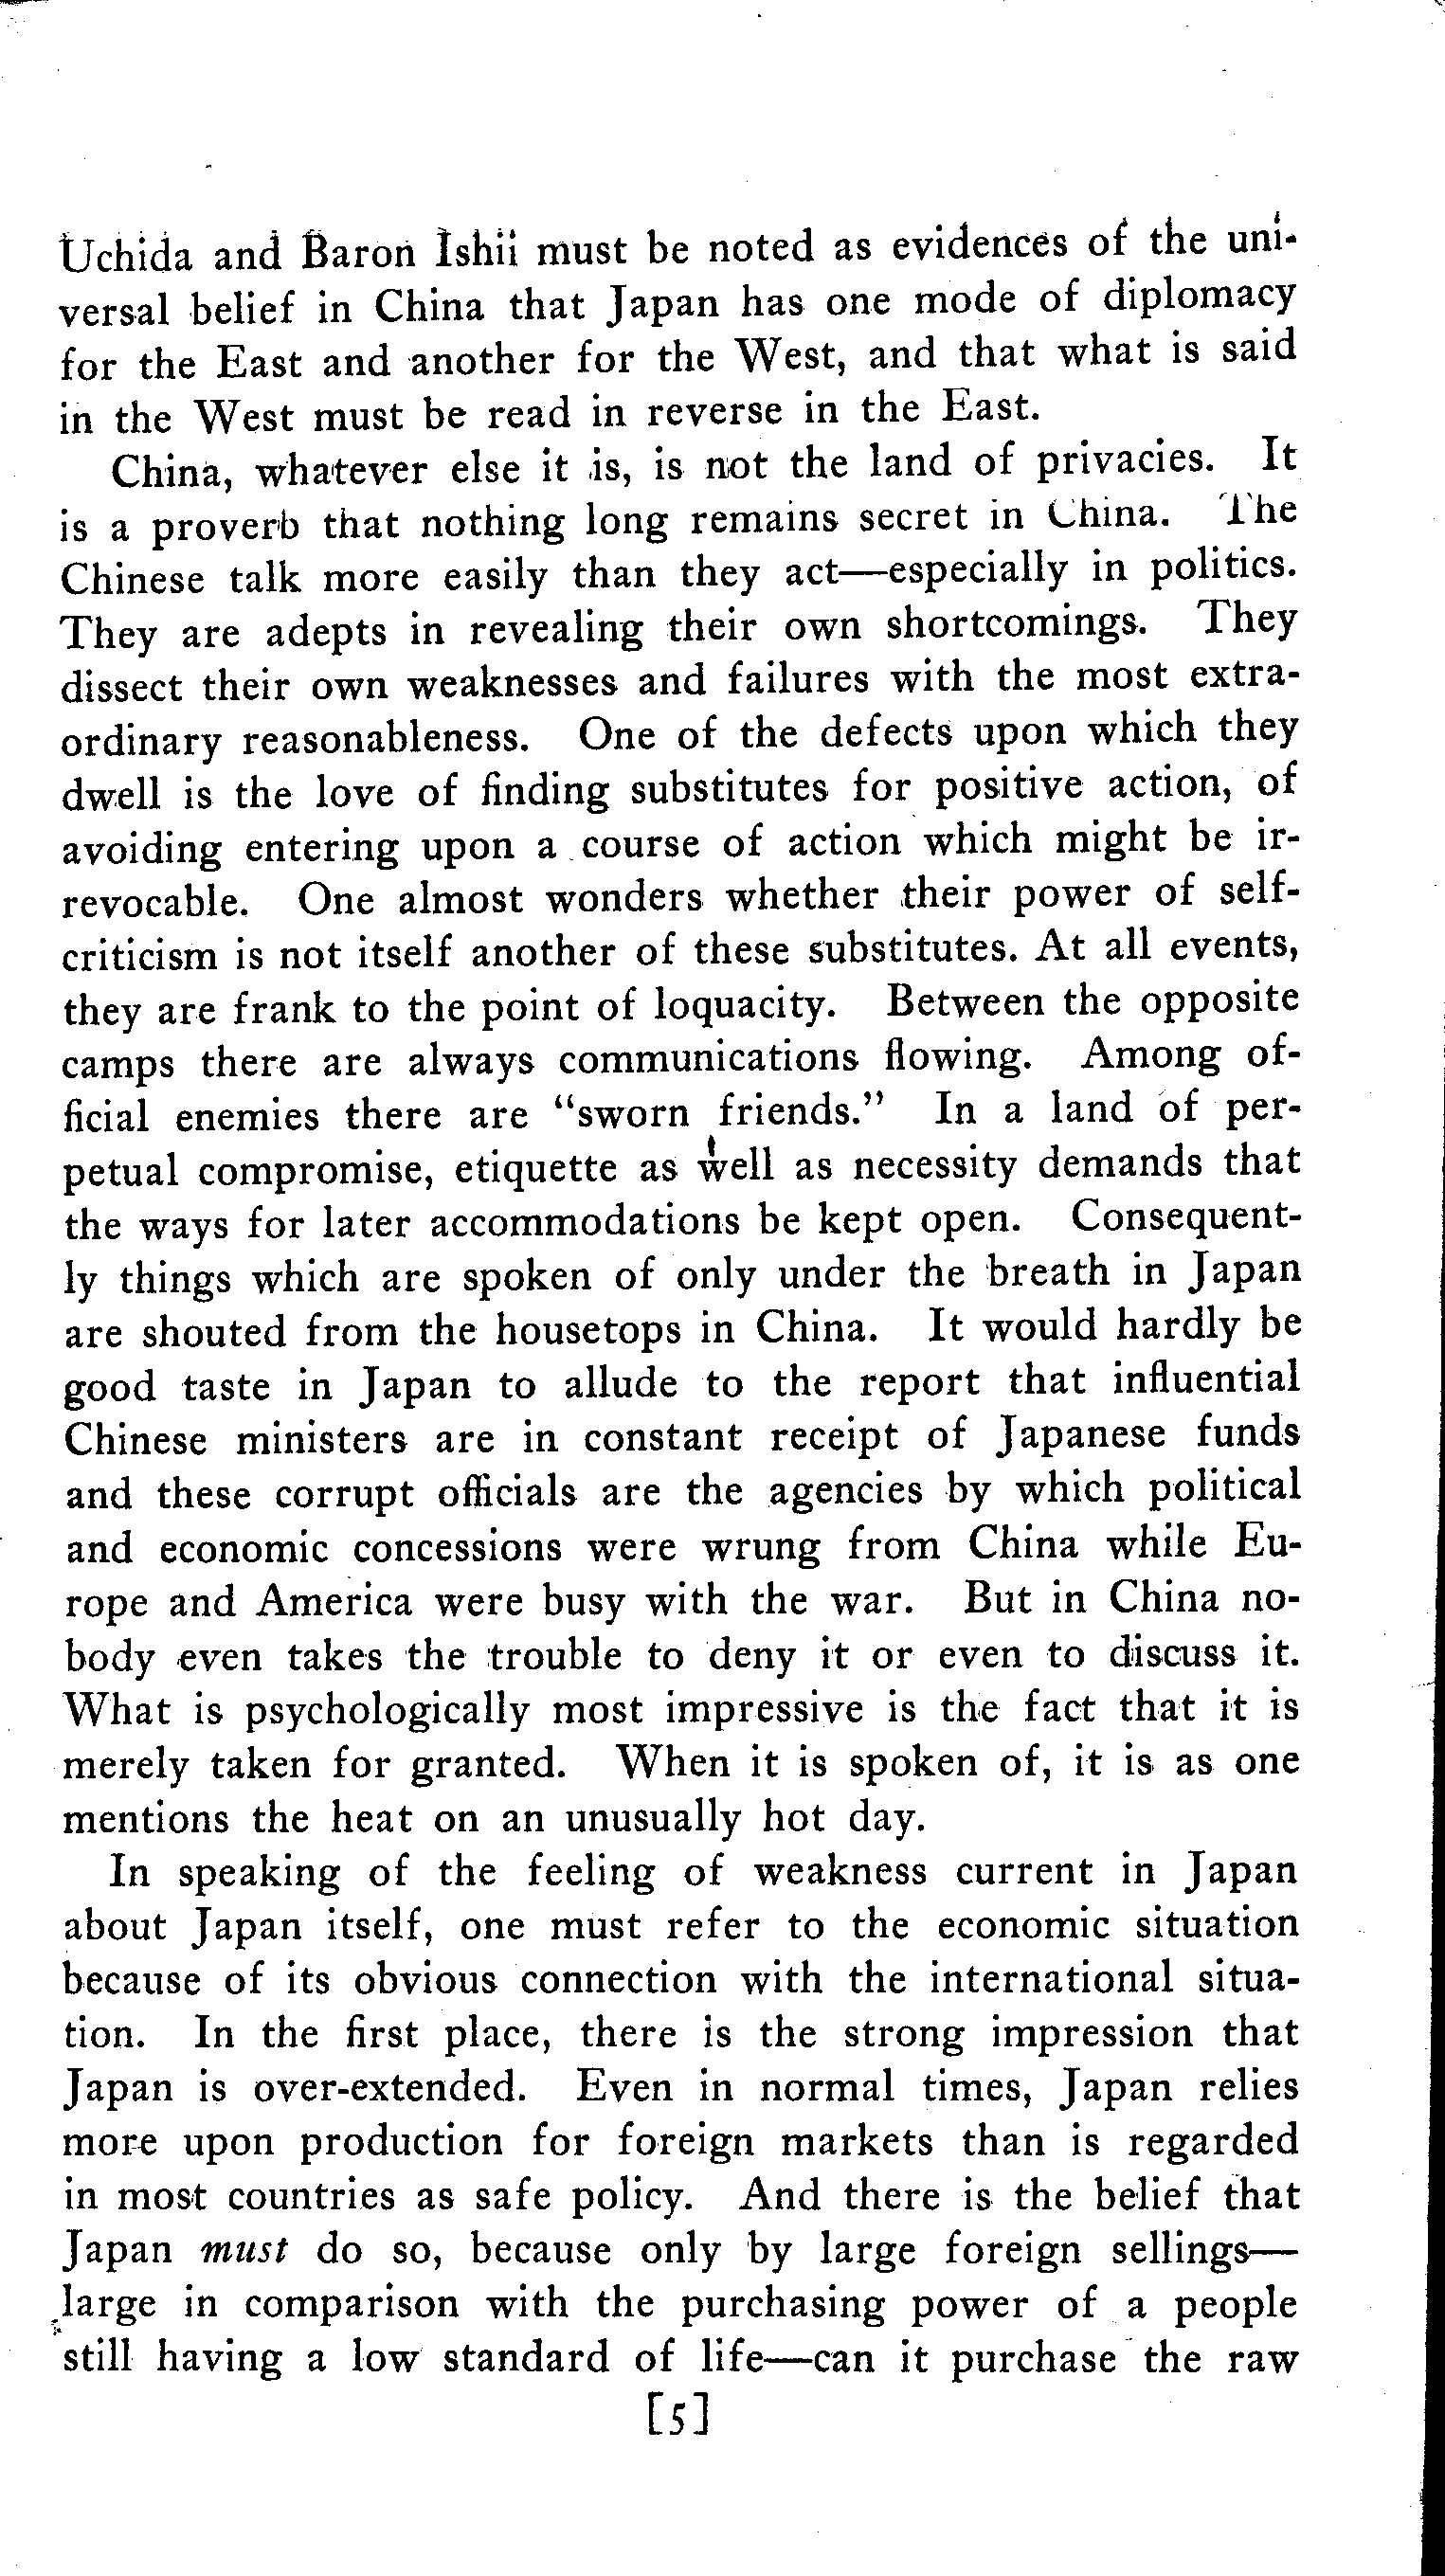 Uchida and Baron Ishii must be noted as evidences of the uni-
versal belief in China that Japan has one mode of diplomacy
for the East and another for the West, and that what is said
in the West must be read in reverse in the East.
China, whatever else it is, is not the land of privacies. It
is a proverb that nothing long remains secret in China. The
Chinese talk more easily than they act—especially in politics.
They are adepts in revealing their own shortcomings. They
dissect their own weaknesses and failures with the most extra-
ordinary reasonableness. One of the defects upon which they
dwell is the love of finding substitutes for positive action, of
avoiding entering upon a course of action which might be ir-
revocable. One almost wonders whether their power of self-
criticism is not itself another of these substitutes. At all events,
they are frank to the point of loquacity. Between the opposite
camps there are always communications flowing. Among of-
ficial enemies there are “sworn friends.” In a land of per-
petual compromise, etiquette as well as necessity demands that
the ways for later accommodations be kept open. Consequent-
ly things which are spoken of only under the breath in Japan
are shouted from the housetops in China. It would hardly be
good taste in Japan to allude to the report that influential
Chinese ministers are in constant receipt of Japanese funds
and these corrupt officials are the agencies by which political
and economic concessions were wrung from China while Eu-
rope and America were busy with the war. But in China no-
body even takes the trouble to deny it or even to discuss it.
What is psychologically most impressive is the fact that it is
merely taken for granted. When it is spoken of, it is as one
mentions the heat on an unusually hot day.
In speaking of the feeling of weakness current in Japan
about Japan itself, one must refer to the economic situation
because of its obvious connection with the international situa-
tion. In the first place, there is the strong impression that
Japan is over-extended. Even in normal times, Japan relies
more upon production for foreign markets than is regarded
in most countries as safe policy. And there is the belief that
Japan must do so, because only by large foreign sellings—
large in comparison with the purchasing power of a people
still having a low standard of life—can it purchase the raw
[5]